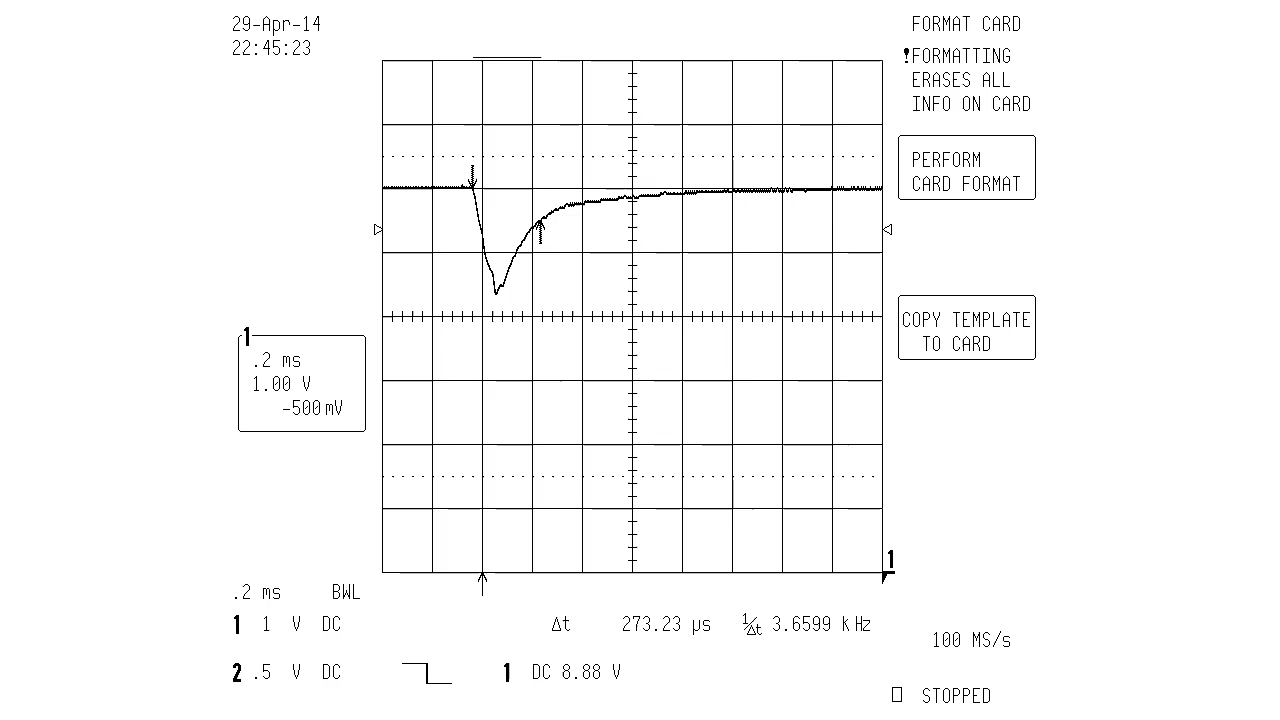 29-Apr-14
22:45:23
FORMAT CARD
!FORMATTING
ERASES ALL
INFO ON CARD
PERFORM
CARD FORMAT
COPY TEMPLATE
TO CARD
1
.2 ms
1.00 V
-500mV
1
.2 ms BWL
1 1 V DC
2 .5 V DC
1 DC 8.88 V
Δt 273.23 µs 1/Δt 3.6599 kHz
100 MS/s
STOPPED